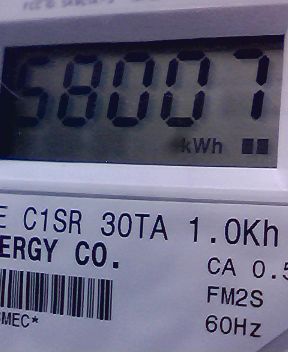 58007
kWh
E C1SR 30TA 1.0Kh
ERGY CO.
CA 0.5
FM2S
MEC*
60Hz